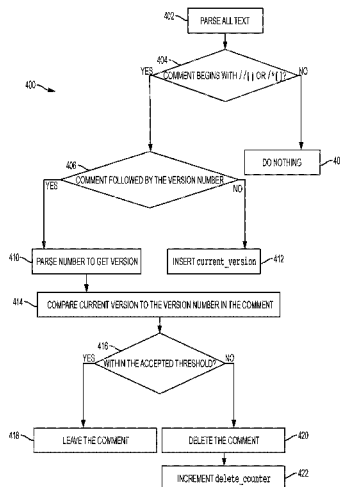 402
PARSE ALL TEXT
404
COMMENT BEGINS WITH //[] OR /*[]?
YES
NO
400
DO NOTHING
406
COMMENT FOLLOWED BY THE VERSION NUMBER
YES
NO
410
PARSE NUMBER TO GET VERSION
INSERT current_version
412
414
COMPARE CURRENT VERSION TO THE VERSION NUMBER IN THE COMMENT
416
WITHIN THE ACCEPTED THRESHOLD?
YES
NO
418
LEAVE THE COMMENT
DELETE THE COMMENT
420
INCREMENT delete_counter
422